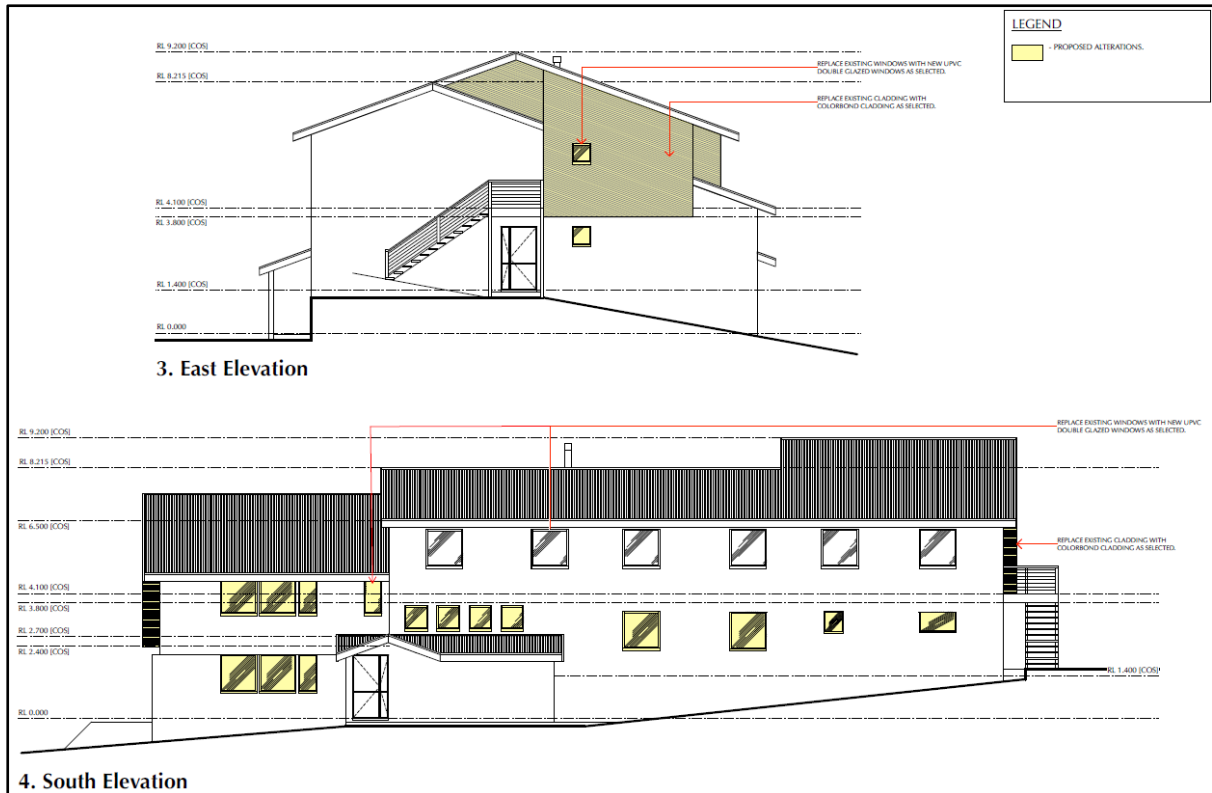 LEGEND
- PROPOSED ALTERATIONS.
RL 9.200 [COS]
RL 8.215 [COS]
REPLACE EXISTING WINDOWS WITH NEW UPVC
DOUBLE GLAZED WINDOWS AS SELECTED.
REPLACE EXISTING CLADDING WITH
COLORBOND CLADDING AS SELECTED.
RL 4.100 [COS]
RL 3.800 [COS]
RL 1.400 [COS]
RL 0.000
3. East Elevation
REPLACE EXISTING WINDOWS WITH NEW UPVC
DOUBLE GLAZED WINDOWS AS SELECTED.
RL 9.200 [COS]
RL 8.215 [COS]
RL 6.500 [COS]
REPLACE EXISTING CLADDING WITH
COLORBOND CLADDING AS SELECTED.
RL 4.100 [COS]
RL 3.800 [COS]
RL 2.700 [COS]
RL 2.400 [COS]
RL 1.400 [COS]
RL 0.000
4. South Elevation